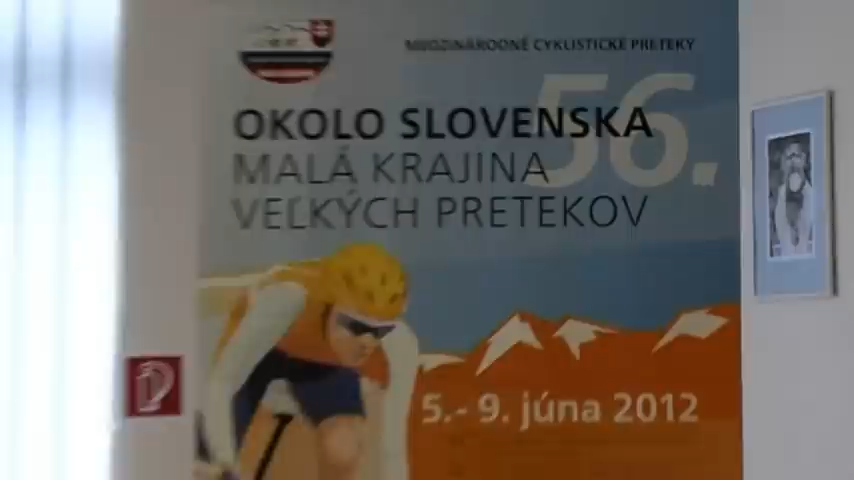 MEDZINÁRODNÉ CYKLISTICKÉ PRETEKY
56.
OKOLO SLOVENSKA
MALÁ KRAJINA
VEĽKÝCH PRETEKOV
5.- 9. júna 2012